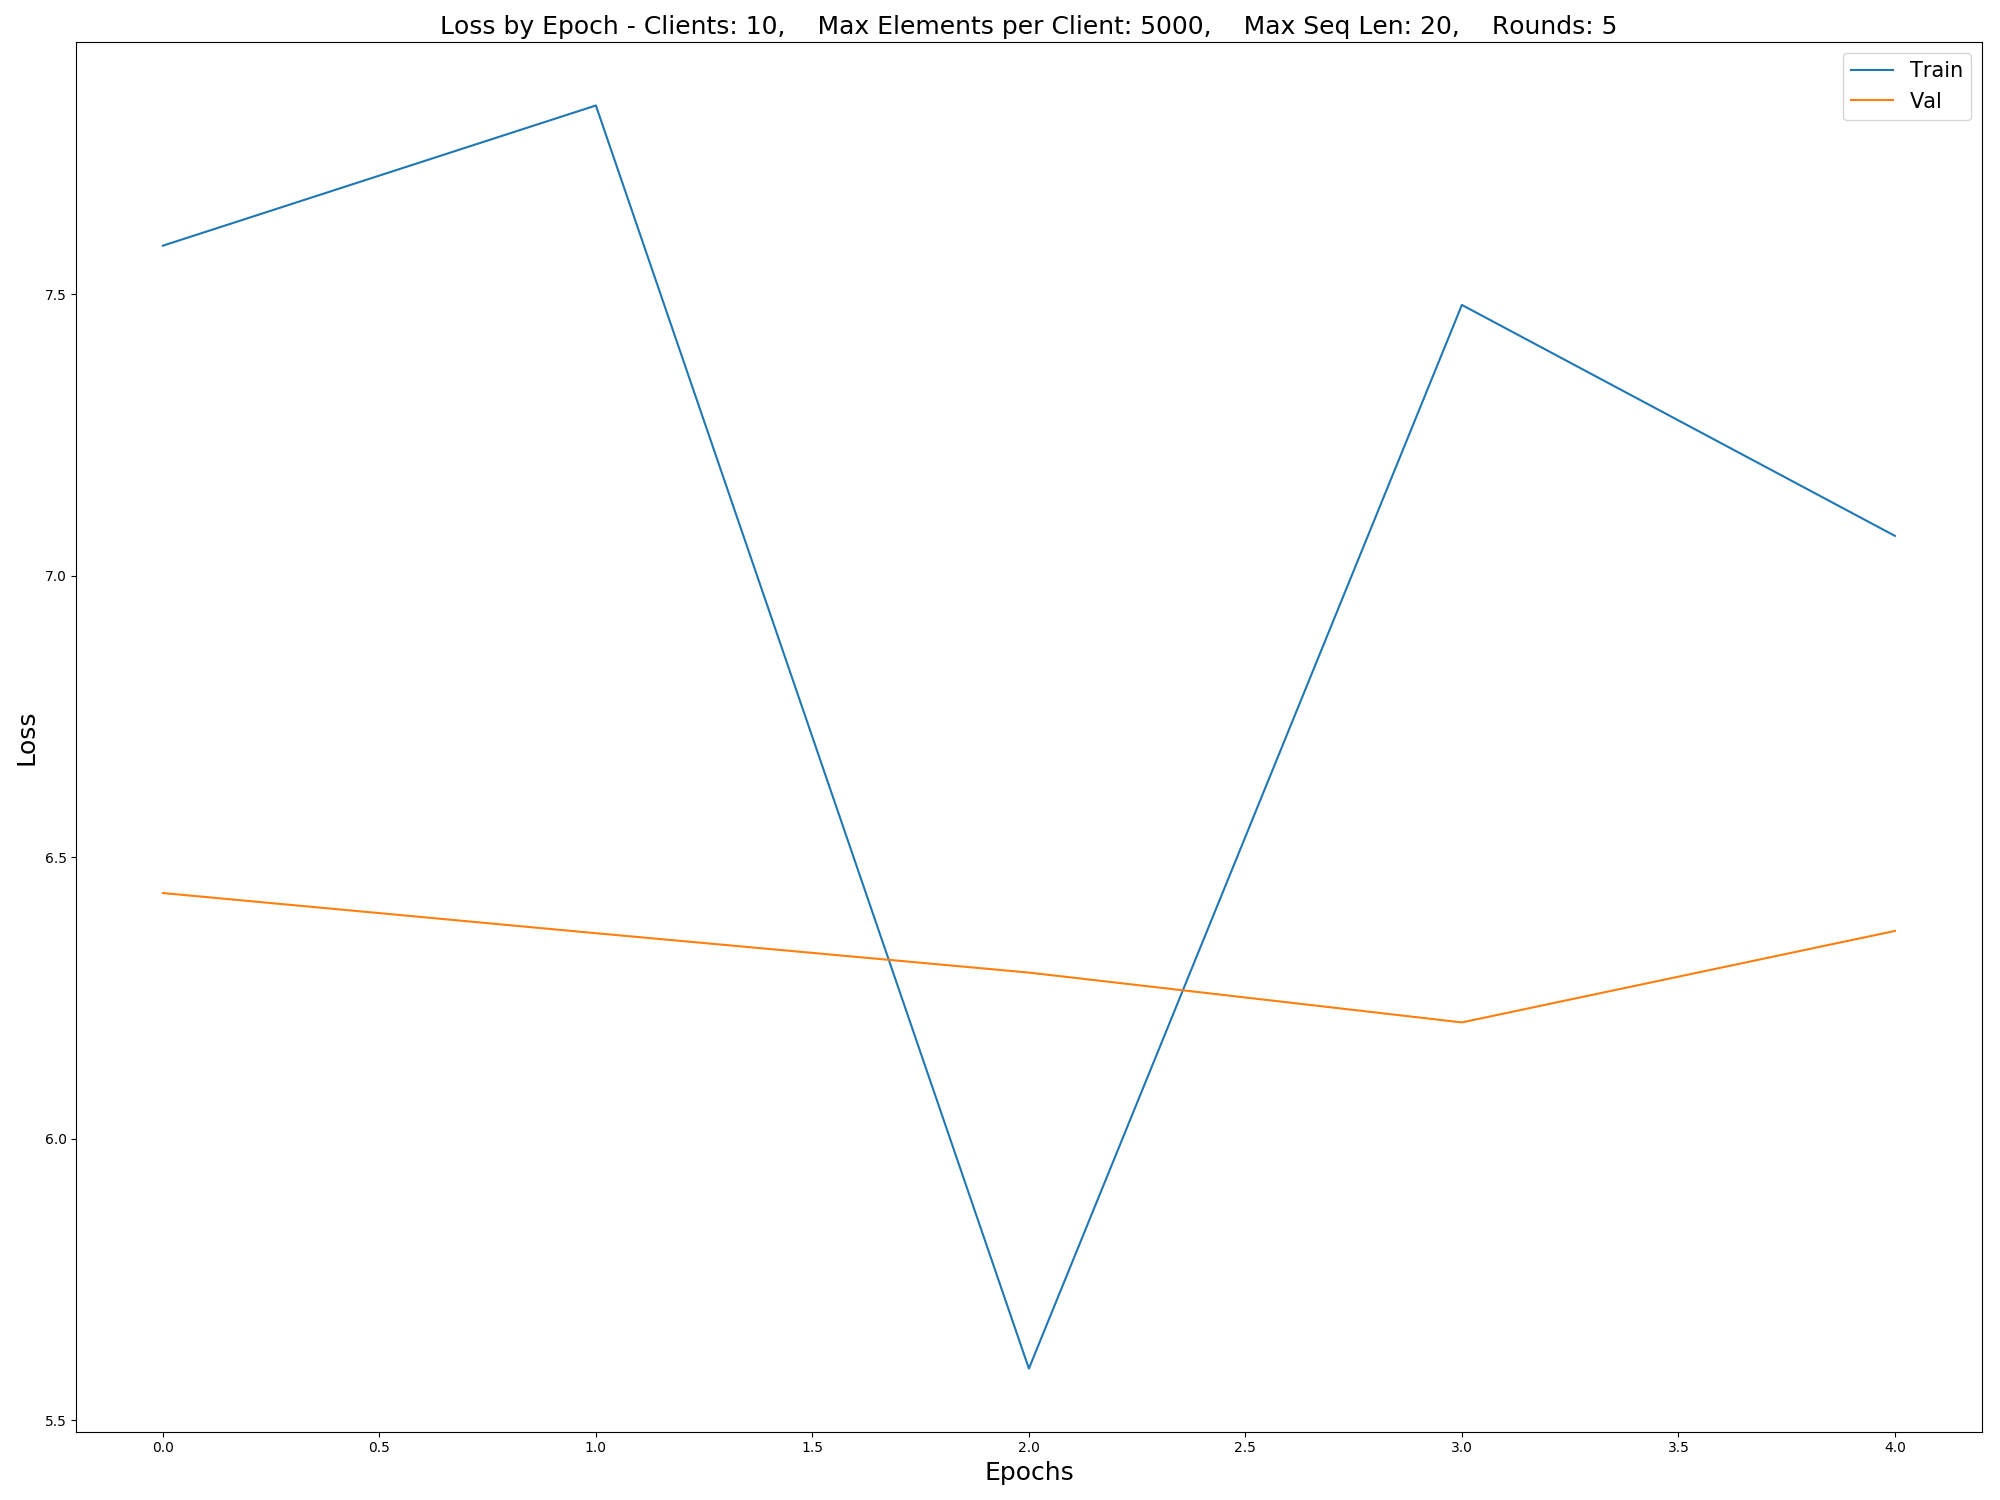 Loss by Epoch - Clients: 10,    Max Elements per Client: 5000,    Max Seq Len: 20,    Rounds: 5
Train
Val
7.5
7.0
6.5
6.0
5.5
Loss
0.0 0.5 1.0 1.5 2.0 2.5 3.0 3.5 4.0
Epochs